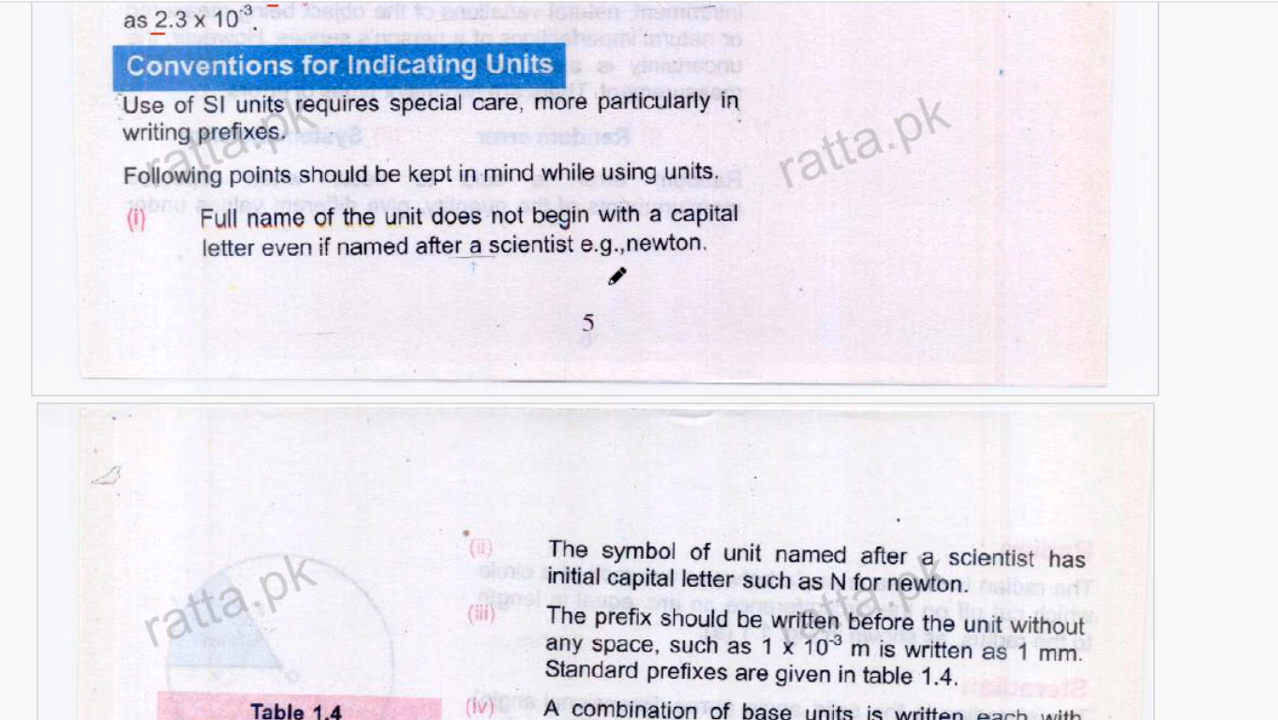 as 2.3 x 10⁻³.
Conventions for Indicating Units
Use of SI units requires special care, more particularly in
writing prefixes.
Following points should be kept in mind while using units.
(i) Full name of the unit does not begin with a capital
letter even if named after a scientist e.g.,newton.
5
(ii) The symbol of unit named after a scientist has
initial capital letter such as N for newton.
(iii) The prefix should be written before the unit without
any space, such as 1 x 10⁻³ m is written as 1 mm.
Standard prefixes are given in table 1.4.
Table 1.4
(iv) A combination of base units is written each with
ratta.pk
ratta.pk
ratta.pk
ratta.pk